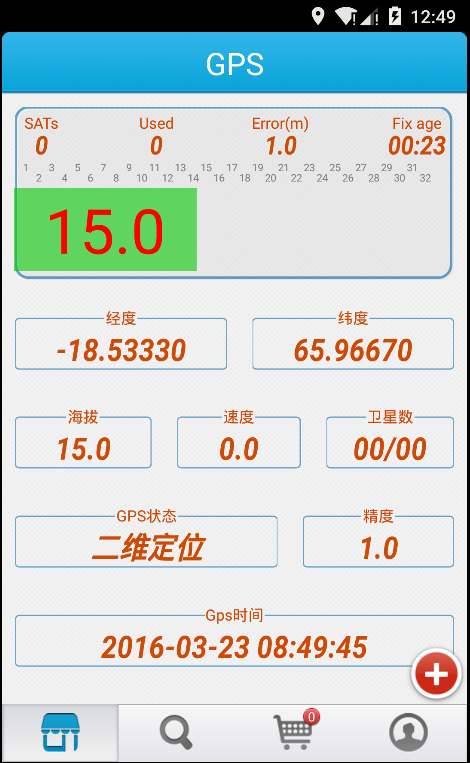 12:49
GPS
SATs Used Error(m) Fix age
0 0 1.0 00:23
1 3 5 7 9 11 13 15 17 19 21 23 25 27 29 31
2 4 6 8 10 12 14 16 18 20 22 24 26 28 30 32
15.0
经度 纬度
-18.53330 65.96670
海拔 速度 卫星数
15.0 0.0 00/00
GPS状态 精度
二维定位 1.0
Gps时间
2016-03-23 08:49:45
0